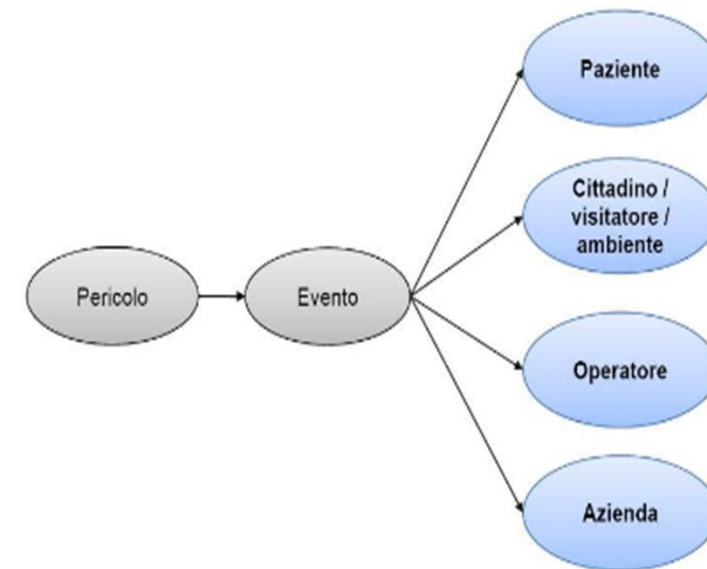 Paziente
Cittadino /
visitatore /
ambiente
Pericolo
Evento
Operatore
Azienda